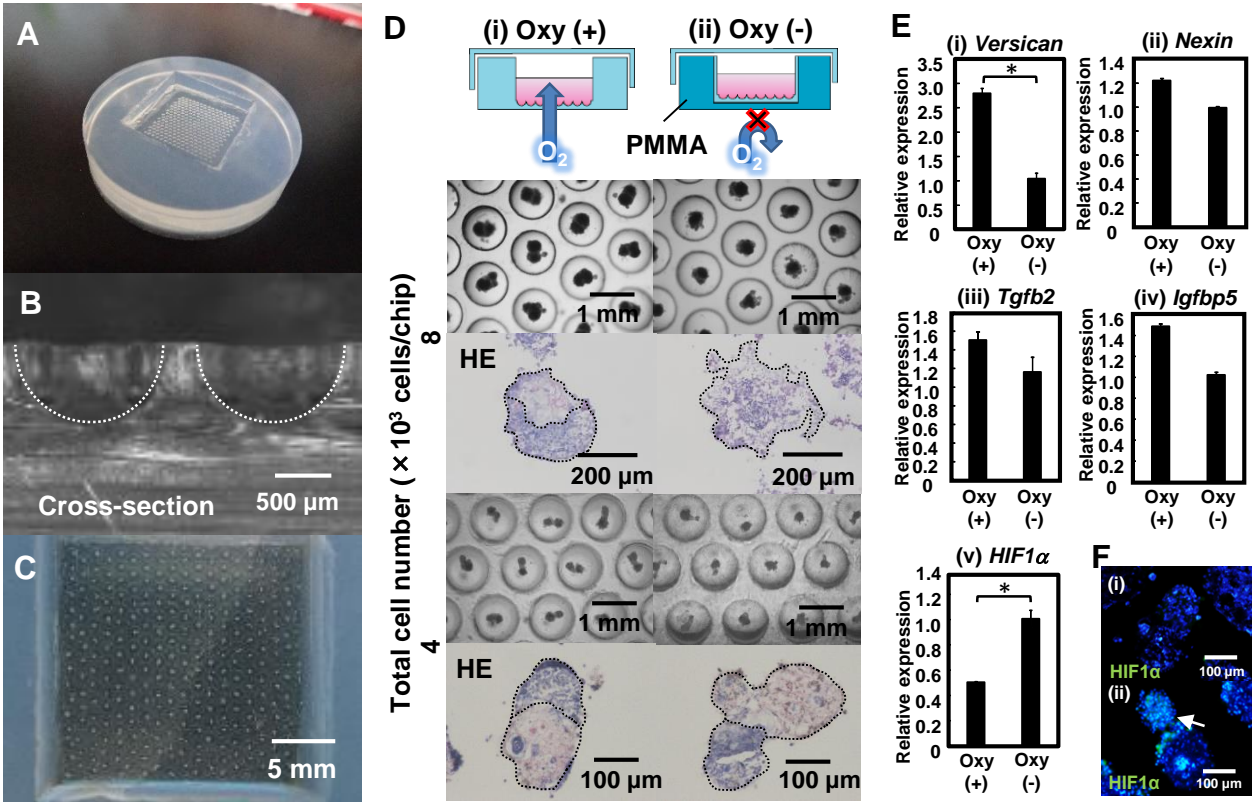 A
B
Cross-section
500 µm
C
5 mm
D
(i) Oxy (+)
(ii) Oxy (-)
PMMA
O2
O2
Total cell number (×10³ cells/chip)
8
4
1 mm
1 mm
HE
200 µm
200 µm
1 mm
1 mm
HE
100 µm
100 µm
E
(i) Versican
Relative expression
3.5
3.0
2.0
1.0
0.5
0
*
Oxy
(+)
Oxy
(-)
(ii) Nexin
Relative expression
1.4
1.2
1.0
0.8
0.6
0.4
0.2
0
Oxy
(+)
Oxy
(-)
(iii) Tgfb2
Relative expression
1.8
1.6
1.4
1.2
1.0
0.8
0.6
0.4
0.2
0
Oxy
(+)
Oxy
(-)
(iv) Igfbp5
Relative expression
1.6
1.4
1.2
1.0
0.8
0.6
0.4
0.2
0
Oxy
(+)
Oxy
(-)
(v) HIF1α
Relative expression
1.4
1.2
1.0
0.8
0.6
0.4
0.2
0
*
Oxy
(+)
Oxy
(-)
F
(i)
HIF1α
100 µm
(ii)
HIF1α
100 µm